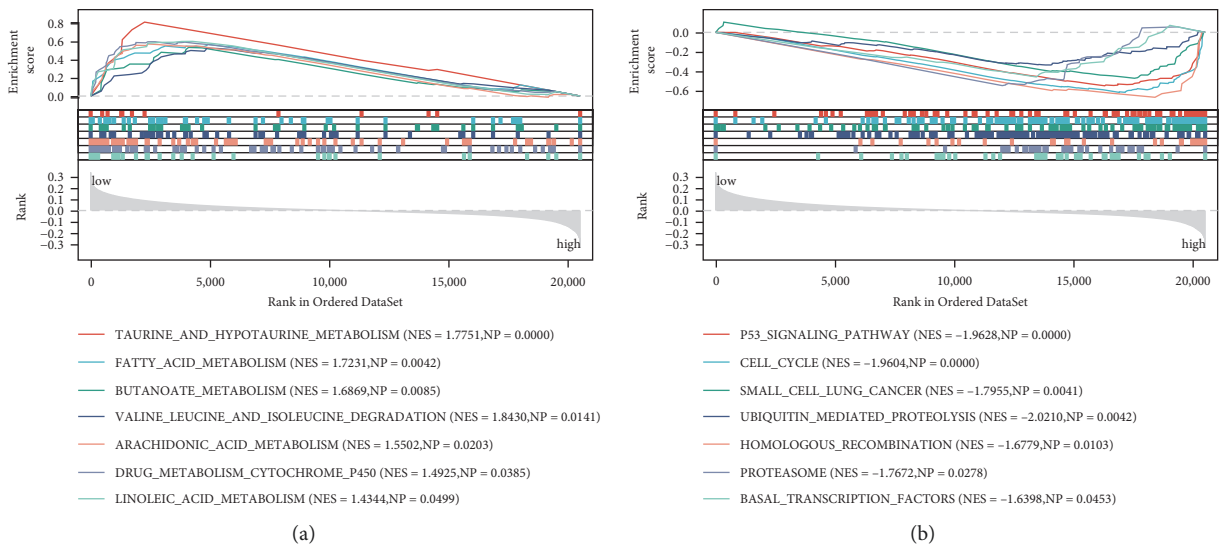 Enrichment
score
0.8
0.6
0.4
0.2
0.0
Rank
0.3
0.2
0.1
0.0
−0.1
−0.2
−0.3
low
high
0 5,000 10,000 15,000 20,000
Rank in Ordered DataSet
TAURINE_AND_HYPOTAURINE_METABOLISM (NES = 1.7751,NP = 0.0000)
FATTY_ACID_METABOLISM (NES = 1.7231,NP = 0.0042)
BUTANOATE_METABOLISM (NES = 1.6869,NP = 0.0085)
VALINE_LEUCINE_AND_ISOLEUCINE_DEGRADATION (NES = 1.8430,NP = 0.0141)
ARACHIDONIC_ACID_METABOLISM (NES = 1.5502,NP = 0.0203)
DRUG_METABOLISM_CYTOCHROME_P450 (NES = 1.4925,NP = 0.0385)
LINOLEIC_ACID_METABOLISM (NES = 1.4344,NP = 0.0499)
(a)
Enrichment
score
0.0
−0.4
−0.6
Rank
0.3
0.2
0.1
0.0
−0.1
−0.2
−0.3
low
high
0 5,000 10,000 15,000 20,000
Rank in Ordered DataSet
P53_SIGNALING_PATHWAY (NES = −1.9628,NP = 0.0000)
CELL_CYCLE (NES = −1.9604,NP = 0.0000)
SMALL_CELL_LUNG_CANCER (NES = −1.7955,NP = 0.0041)
UBIQUITIN_MEDIATED_PROTEOLYSIS (NES = −2.0210,NP = 0.0042)
HOMOLOGOUS_RECOMBINATION (NES = −1.6779,NP = 0.0103)
PROTEASOME (NES = −1.7672,NP = 0.0278)
BASAL_TRANSCRIPTION_FACTORS (NES = −1.6398,NP = 0.0453)
(b)